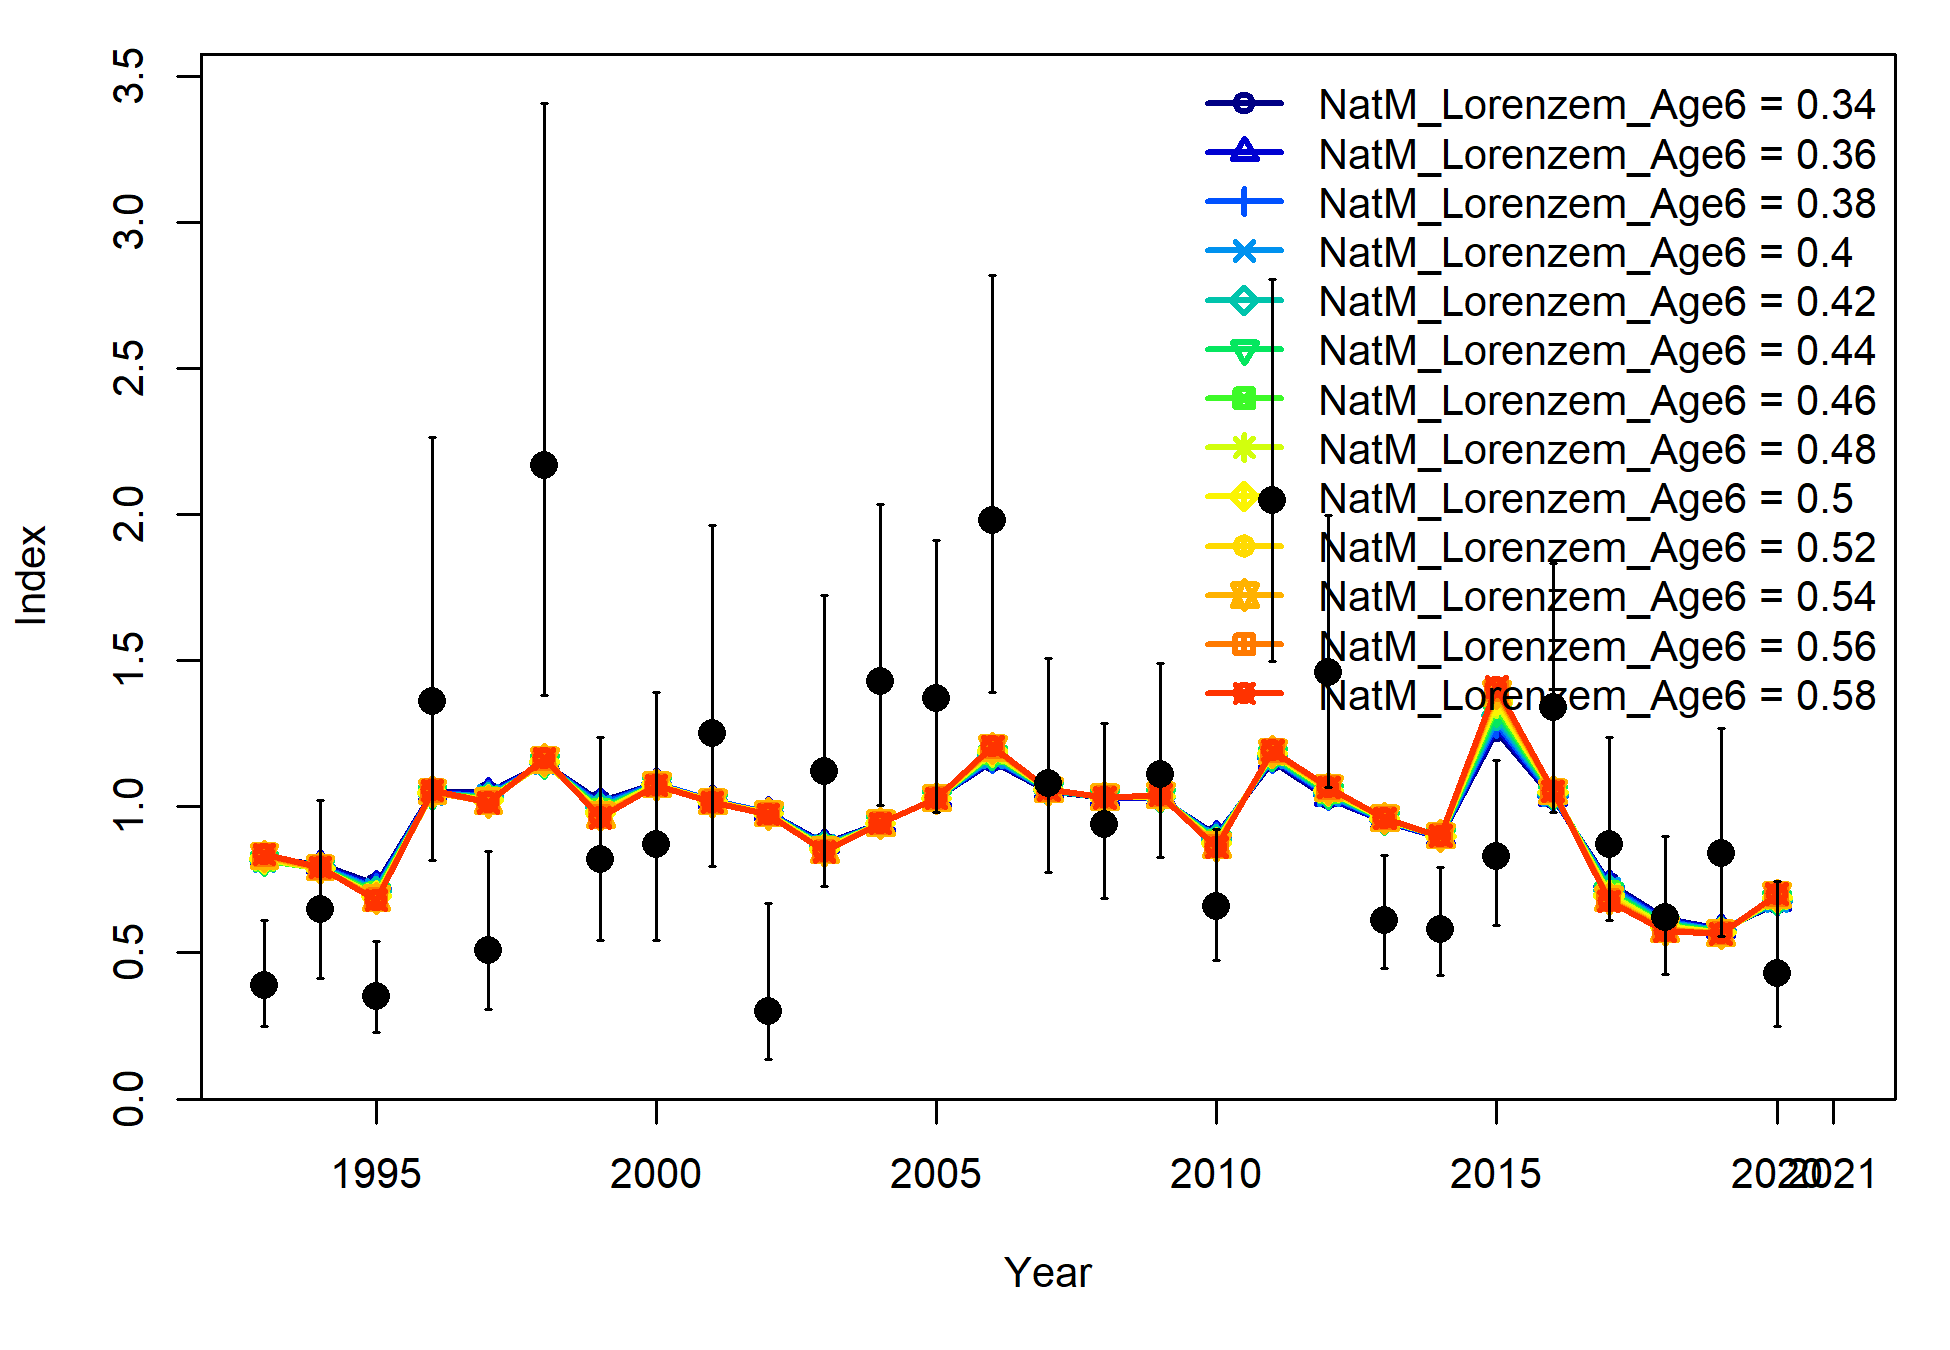 3.5
3.0
2.5
2.0
1.5
1.0
0.5
0.0
Index
NatM_Lorenzem_Age6 = 0.34
NatM_Lorenzem_Age6 = 0.36
NatM_Lorenzem_Age6 = 0.38
NatM_Lorenzem_Age6 = 0.4
NatM_Lorenzem_Age6 = 0.42
NatM_Lorenzem_Age6 = 0.44
NatM_Lorenzem_Age6 = 0.46
NatM_Lorenzem_Age6 = 0.48
NatM_Lorenzem_Age6 = 0.5
NatM_Lorenzem_Age6 = 0.52
NatM_Lorenzem_Age6 = 0.54
NatM_Lorenzem_Age6 = 0.56
NatM_Lorenzem_Age6 = 0.58
1995 2000 2005 2010 2015 2020 2021
Year